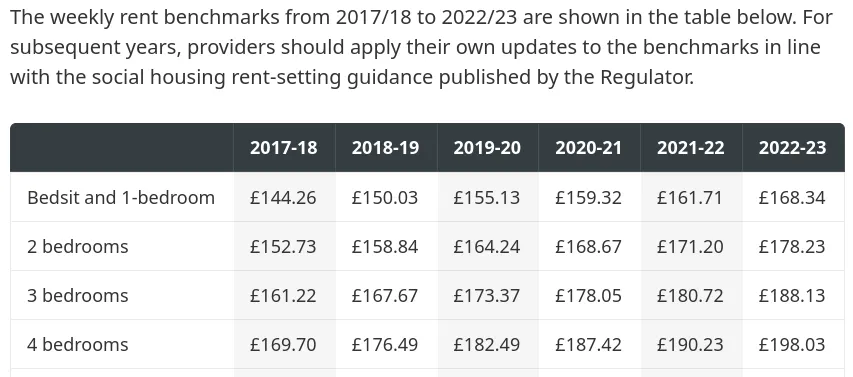 The weekly rent benchmarks from 2017/18 to 2022/23 are shown in the table below. For
subsequent years, providers should apply their own updates to the benchmarks in line
with the social housing rent-setting guidance published by the Regulator.
2017-18 2018-19 2019-20 2020-21 2021-22 2022-23
Bedsit and 1-bedroom £144.26 £150.03 £155.13 £159.32 £161.71 £168.34
2 bedrooms £152.73 £158.84 £164.24 £168.67 £171.20 £178.23
3 bedrooms £161.22 £167.67 £173.37 £178.05 £180.72 £188.13
4 bedrooms £169.70 £176.49 £182.49 £187.42 £190.23 £198.03